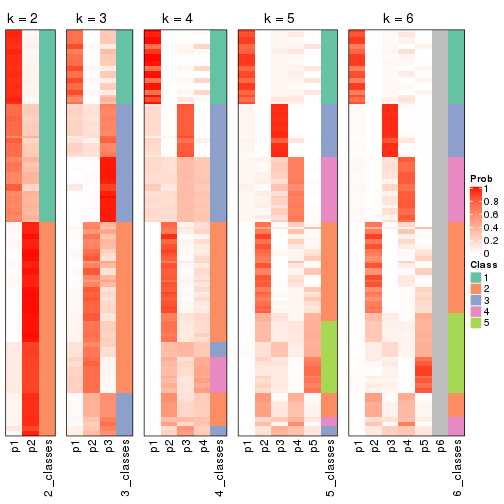 k = 2
k = 3
k = 4
k = 5
k = 6
Prob
1
0.8
0.6
0.4
0.2
0
Class
1
2
3
4
5
p1
p2
2_classes
p1
p2
p3
3_classes
p1
p2
p3
p4
4_classes
p1
p2
p3
p4
p5
5_classes
p1
p2
p3
p4
p5
p6
6_classes